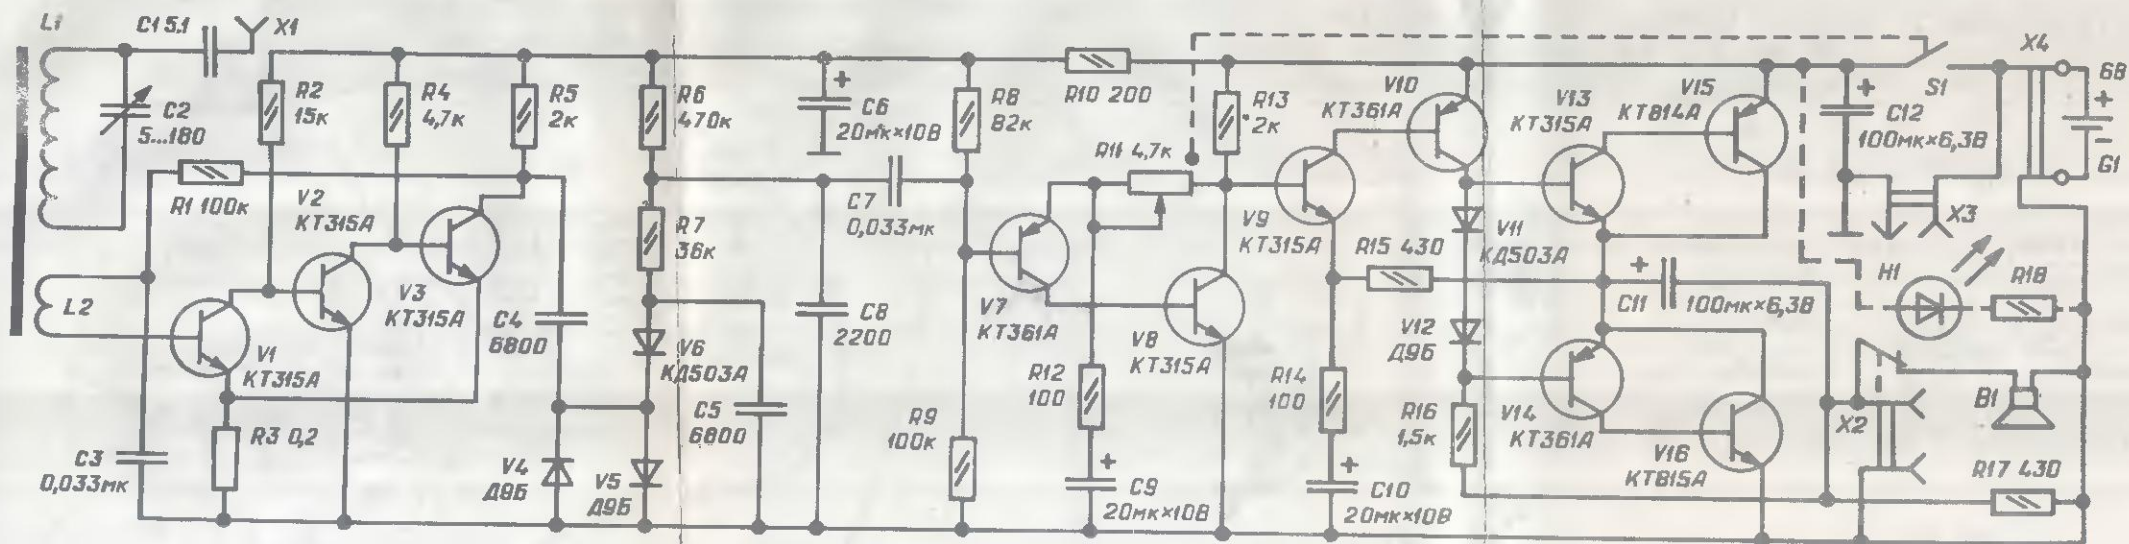 L1
C1 5.1
X1
C2
5...180
R2
15к
R4
4,7к
R5
2к
R6
470к
C6
20мк×10В
R8
82к
R10 200
R11 4,7к
R13
*2к
V10
КТ361А
V13
КТ315А
V15
КТ814А
C12
100мк×6,3В
S1
X4
6В
+
-
G1
X3
R1 100к
V2
КТ315А
V3
КТ315А
L2
V1
КТ315А
R3 0,2
C3
0,033мк
C4
6800
V4
Д9Б
V5
Д9Б
R7
36к
V6
КД503А
C5
6800
C8
2200
C7
0,033мк
V7
КТ361А
R9
100к
R12
100
C9
20мк×10В
V8
КТ315А
V9
КТ315А
R15 430
R14
100
C10
20мк×10В
V11
КД503А
V12
Д9Б
R16
1,5к
V14
КТ361А
V16
КТ815А
C11
100мк×6,3В
H1
R18
X2
B1
R17 430